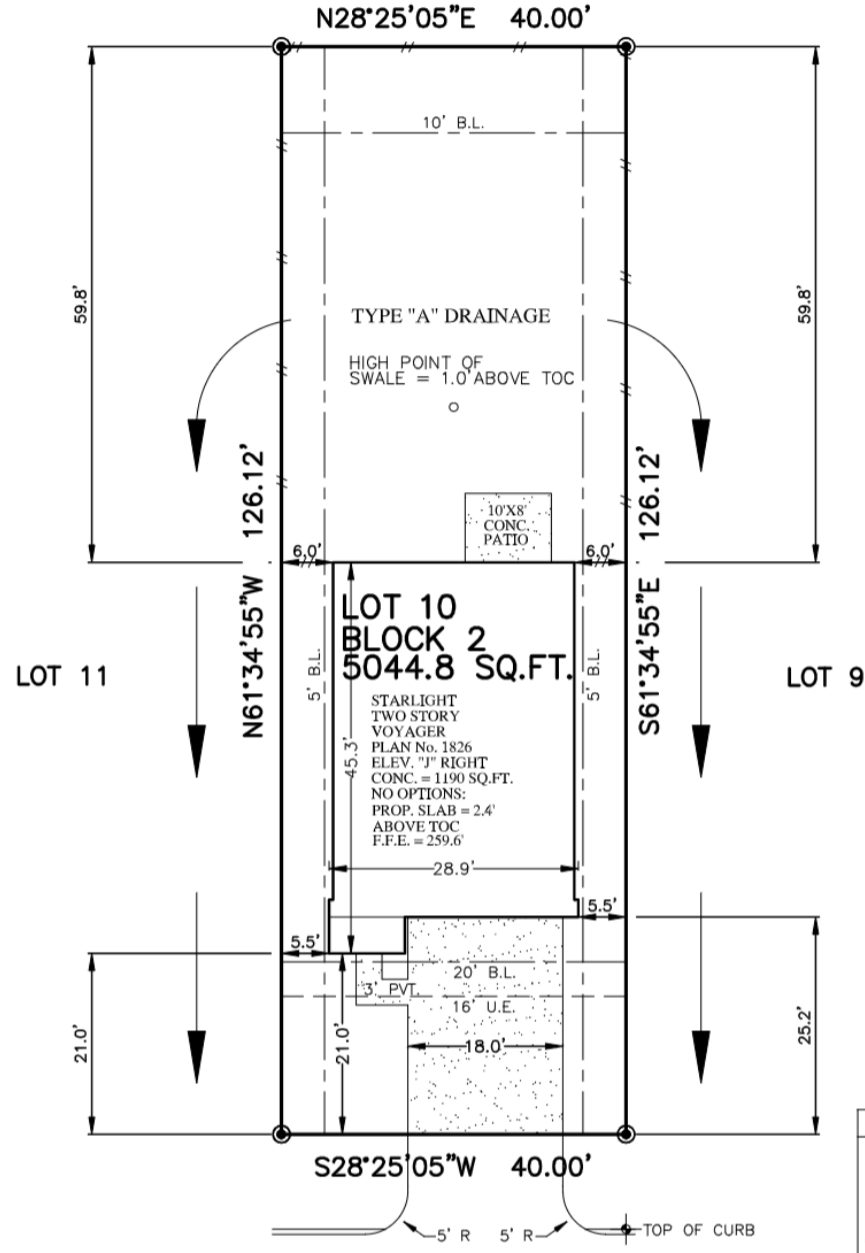 N28°25'05"E 40.00'
10' B.L.
59.8'
59.8'
TYPE "A" DRAINAGE
HIGH POINT OF
SWALE = 1.0' ABOVE TOC
N61°34'55"W 126.12'
S61°34'55"E 126.12'
10'X8'
CONC.
PATIO
6.0'
6.0'
LOT 11
LOT 9
LOT 10
BLOCK 2
5044.8 SQ.FT.
5' B.L.
5' B.L.
STARLIGHT
TWO STORY
VOYAGER
PLAN No. 1826
ELEV. "J" RIGHT
CONC. = 1190 SQ.FT.
NO OPTIONS:
PROP. SLAB = 2.4'
ABOVE TOC
F.F.E. = 259.6'
45.3'
28.9'
5.5'
5.5'
20' B.L.
3' PVT.
16' U.E.
21.0'
21.0'
18.0'
25.2'
S28°25'05"W 40.00'
5' R
5' R
TOP OF CURB